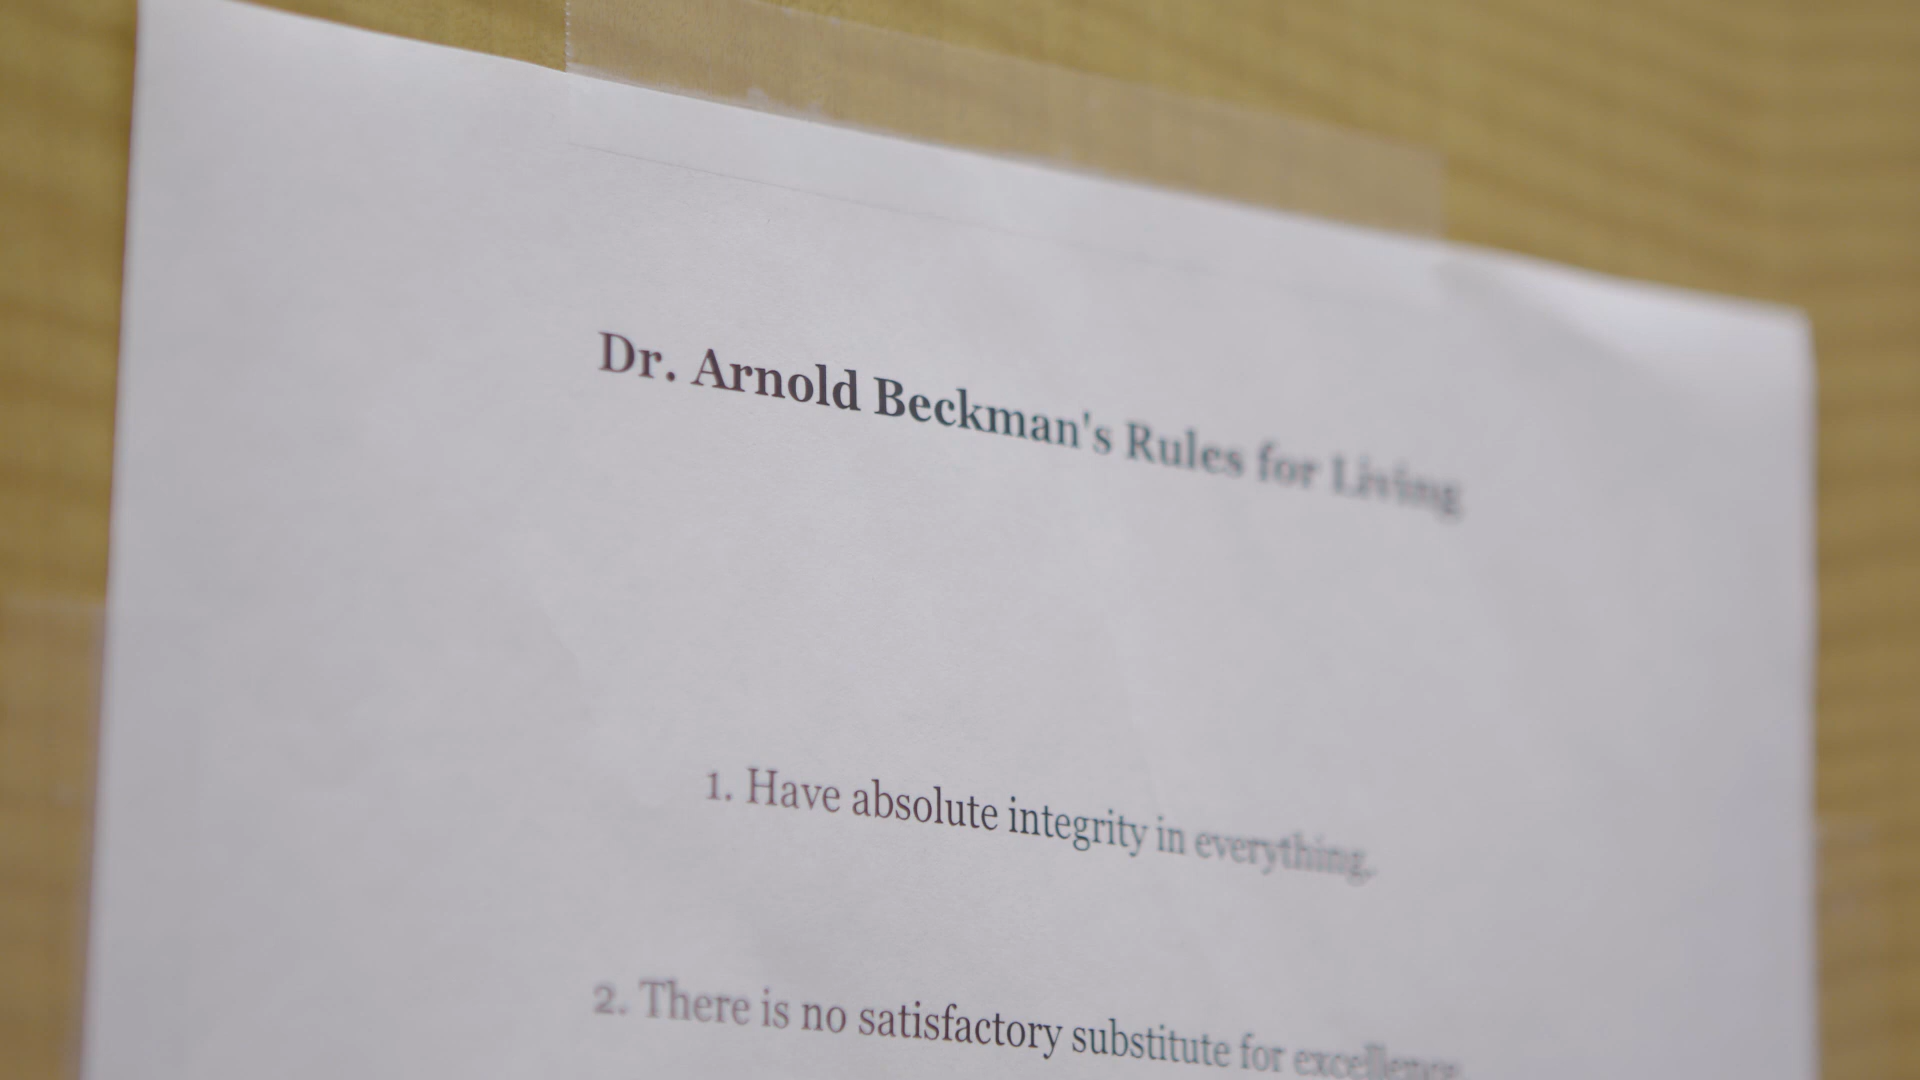 Dr. Arnold Beckman's Rules for Living
1. Have absolute integrity in everything.
2. There is no satisfactory substitute for excellence.